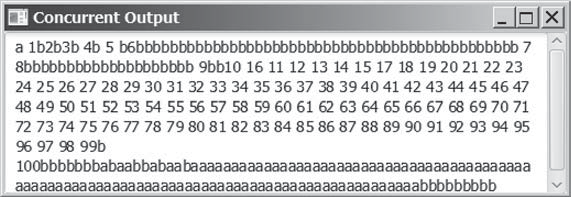 Concurrent Output
a 1b2b3b 4b 5 b6bbbbbbbbbbbbbbbbbbbbbbbbbbbbbbbbbbbbbbbbbbb 7
8bbbbbbbbbbbbbbbbbbb 9bb10 16 11 12 13 14 15 17 18 19 20 21 22 23
24 25 26 27 28 29 30 31 32 33 34 35 36 37 38 39 40 41 42 43 44 45 46 47
48 49 50 51 52 53 54 55 56 57 58 59 60 61 62 63 64 65 66 67 68 69 70 71
72 73 74 75 76 77 78 79 80 81 82 83 84 85 86 87 88 89 90 91 92 93 94 95
96 97 98 99b
100bbbbbbbabaabbabaabaaaaaaaaaaaaaaaaaaaaaaaaaaaaaaaaaaaaaaaaa
aaaaaaaaaaaaaaaaaaaaaaaaaaaaaaaaaaaaaaaaaaaaaaaaabbbbbbbbb